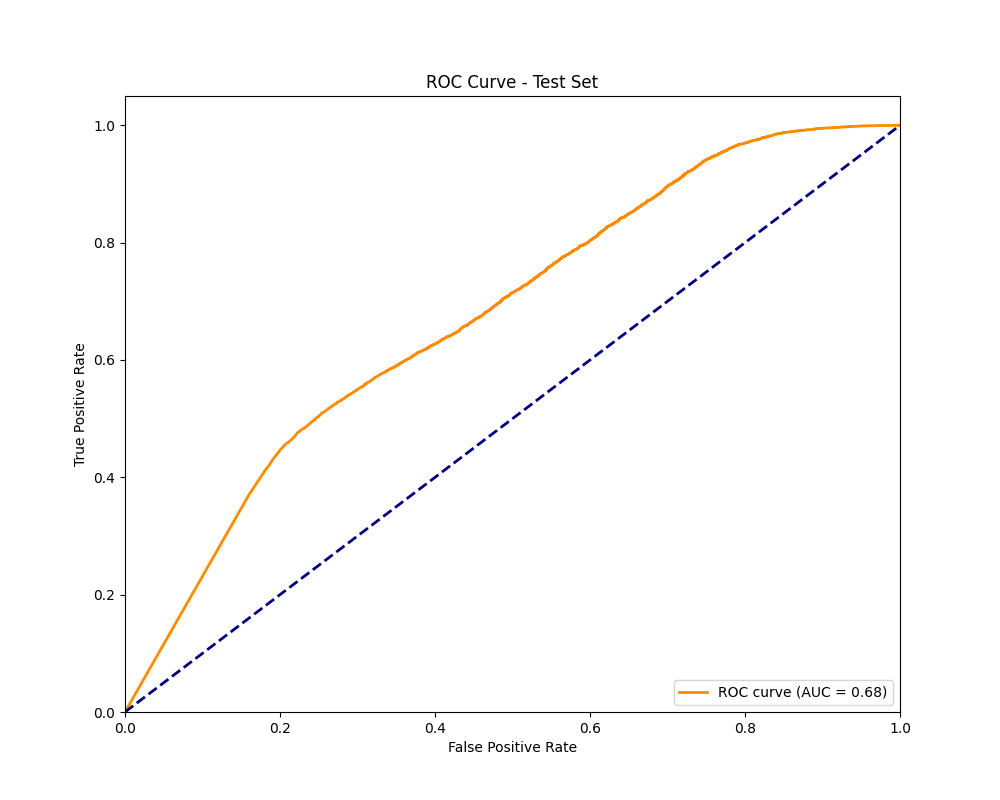 ROC Curve - Test Set
True Positive Rate
1.0
0.8
0.6
0.4
0.2
0.0
ROC curve (AUC = 0.68)
0.0 0.2 0.4 0.6 0.8 1.0
False Positive Rate